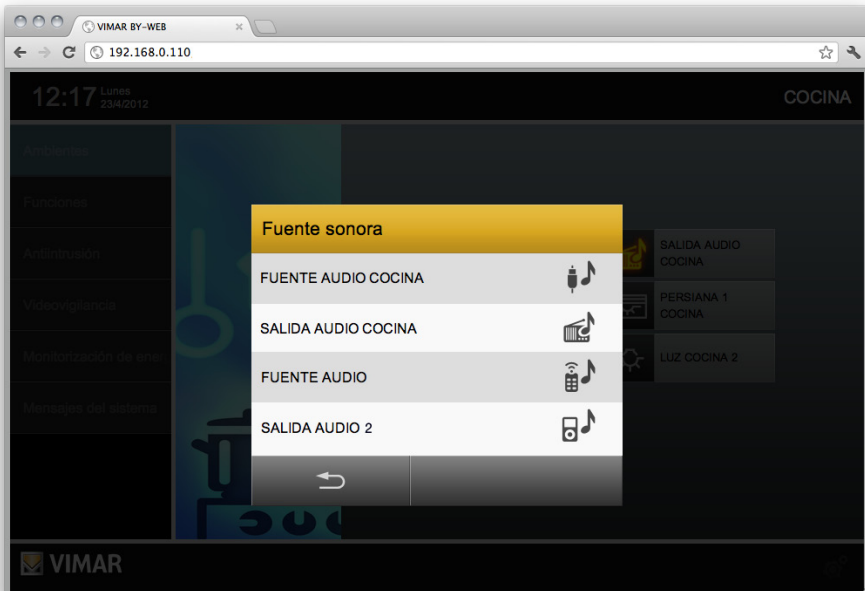 VIMAR BY-WEB
192.168.0.110
12:17 Lunes
23/4/2012
COCINA
Ambientes
Funciones
Antiintrusión
Videovigilancia
Monitorización de ener
Mensajes del sistema
Fuente sonora
FUENTE AUDIO COCINA
SALIDA AUDIO COCINA
FUENTE AUDIO
SALIDA AUDIO 2
SALIDA AUDIO
COCINA
PERSIANA 1
COCINA
LUZ COCINA 2
VIMAR